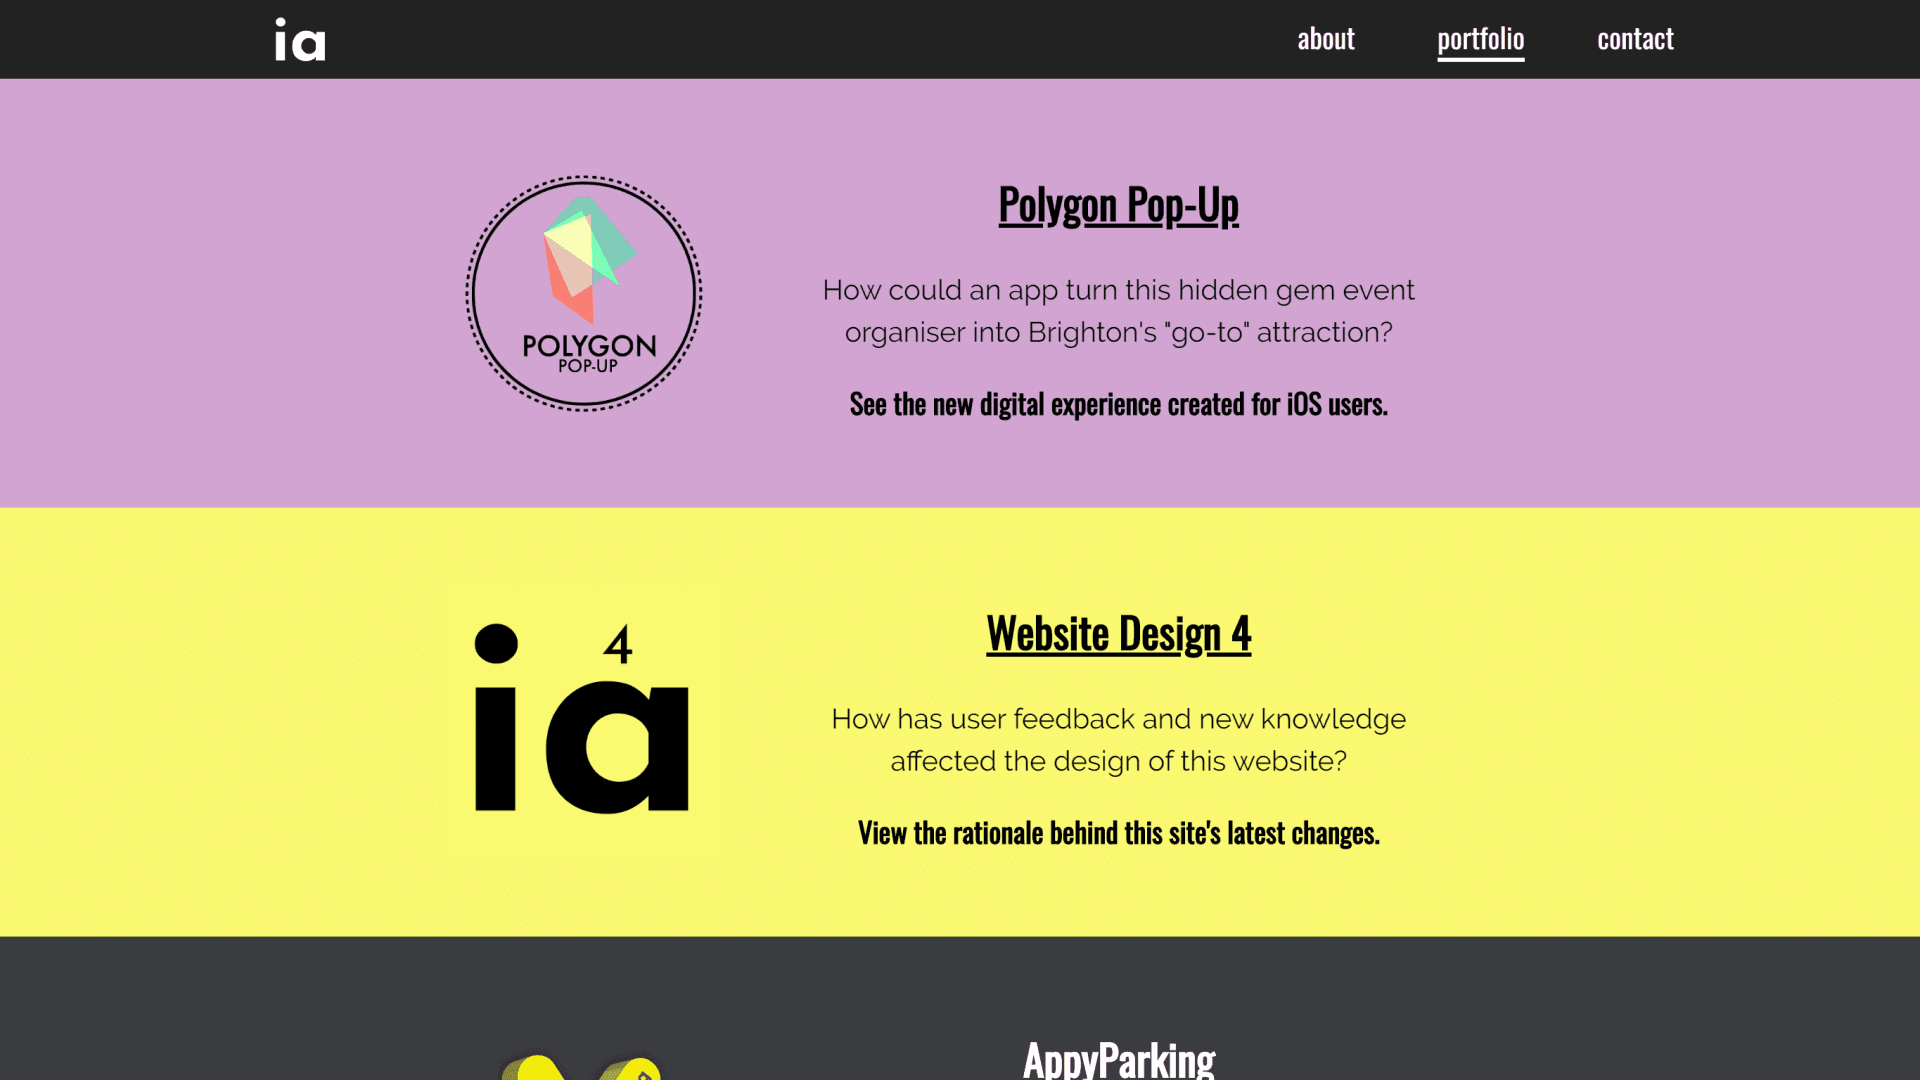 ia
about
portfolio
contact
POLYGON
POP-UP
Polygon Pop-Up
How could an app turn this hidden gem event
organiser into Brighton's "go-to" attraction?
See the new digital experience created for iOS users.
4
ia
Website Design 4
How has user feedback and new knowledge
affected the design of this website?
View the rationale behind this site's latest changes.
AppyParking